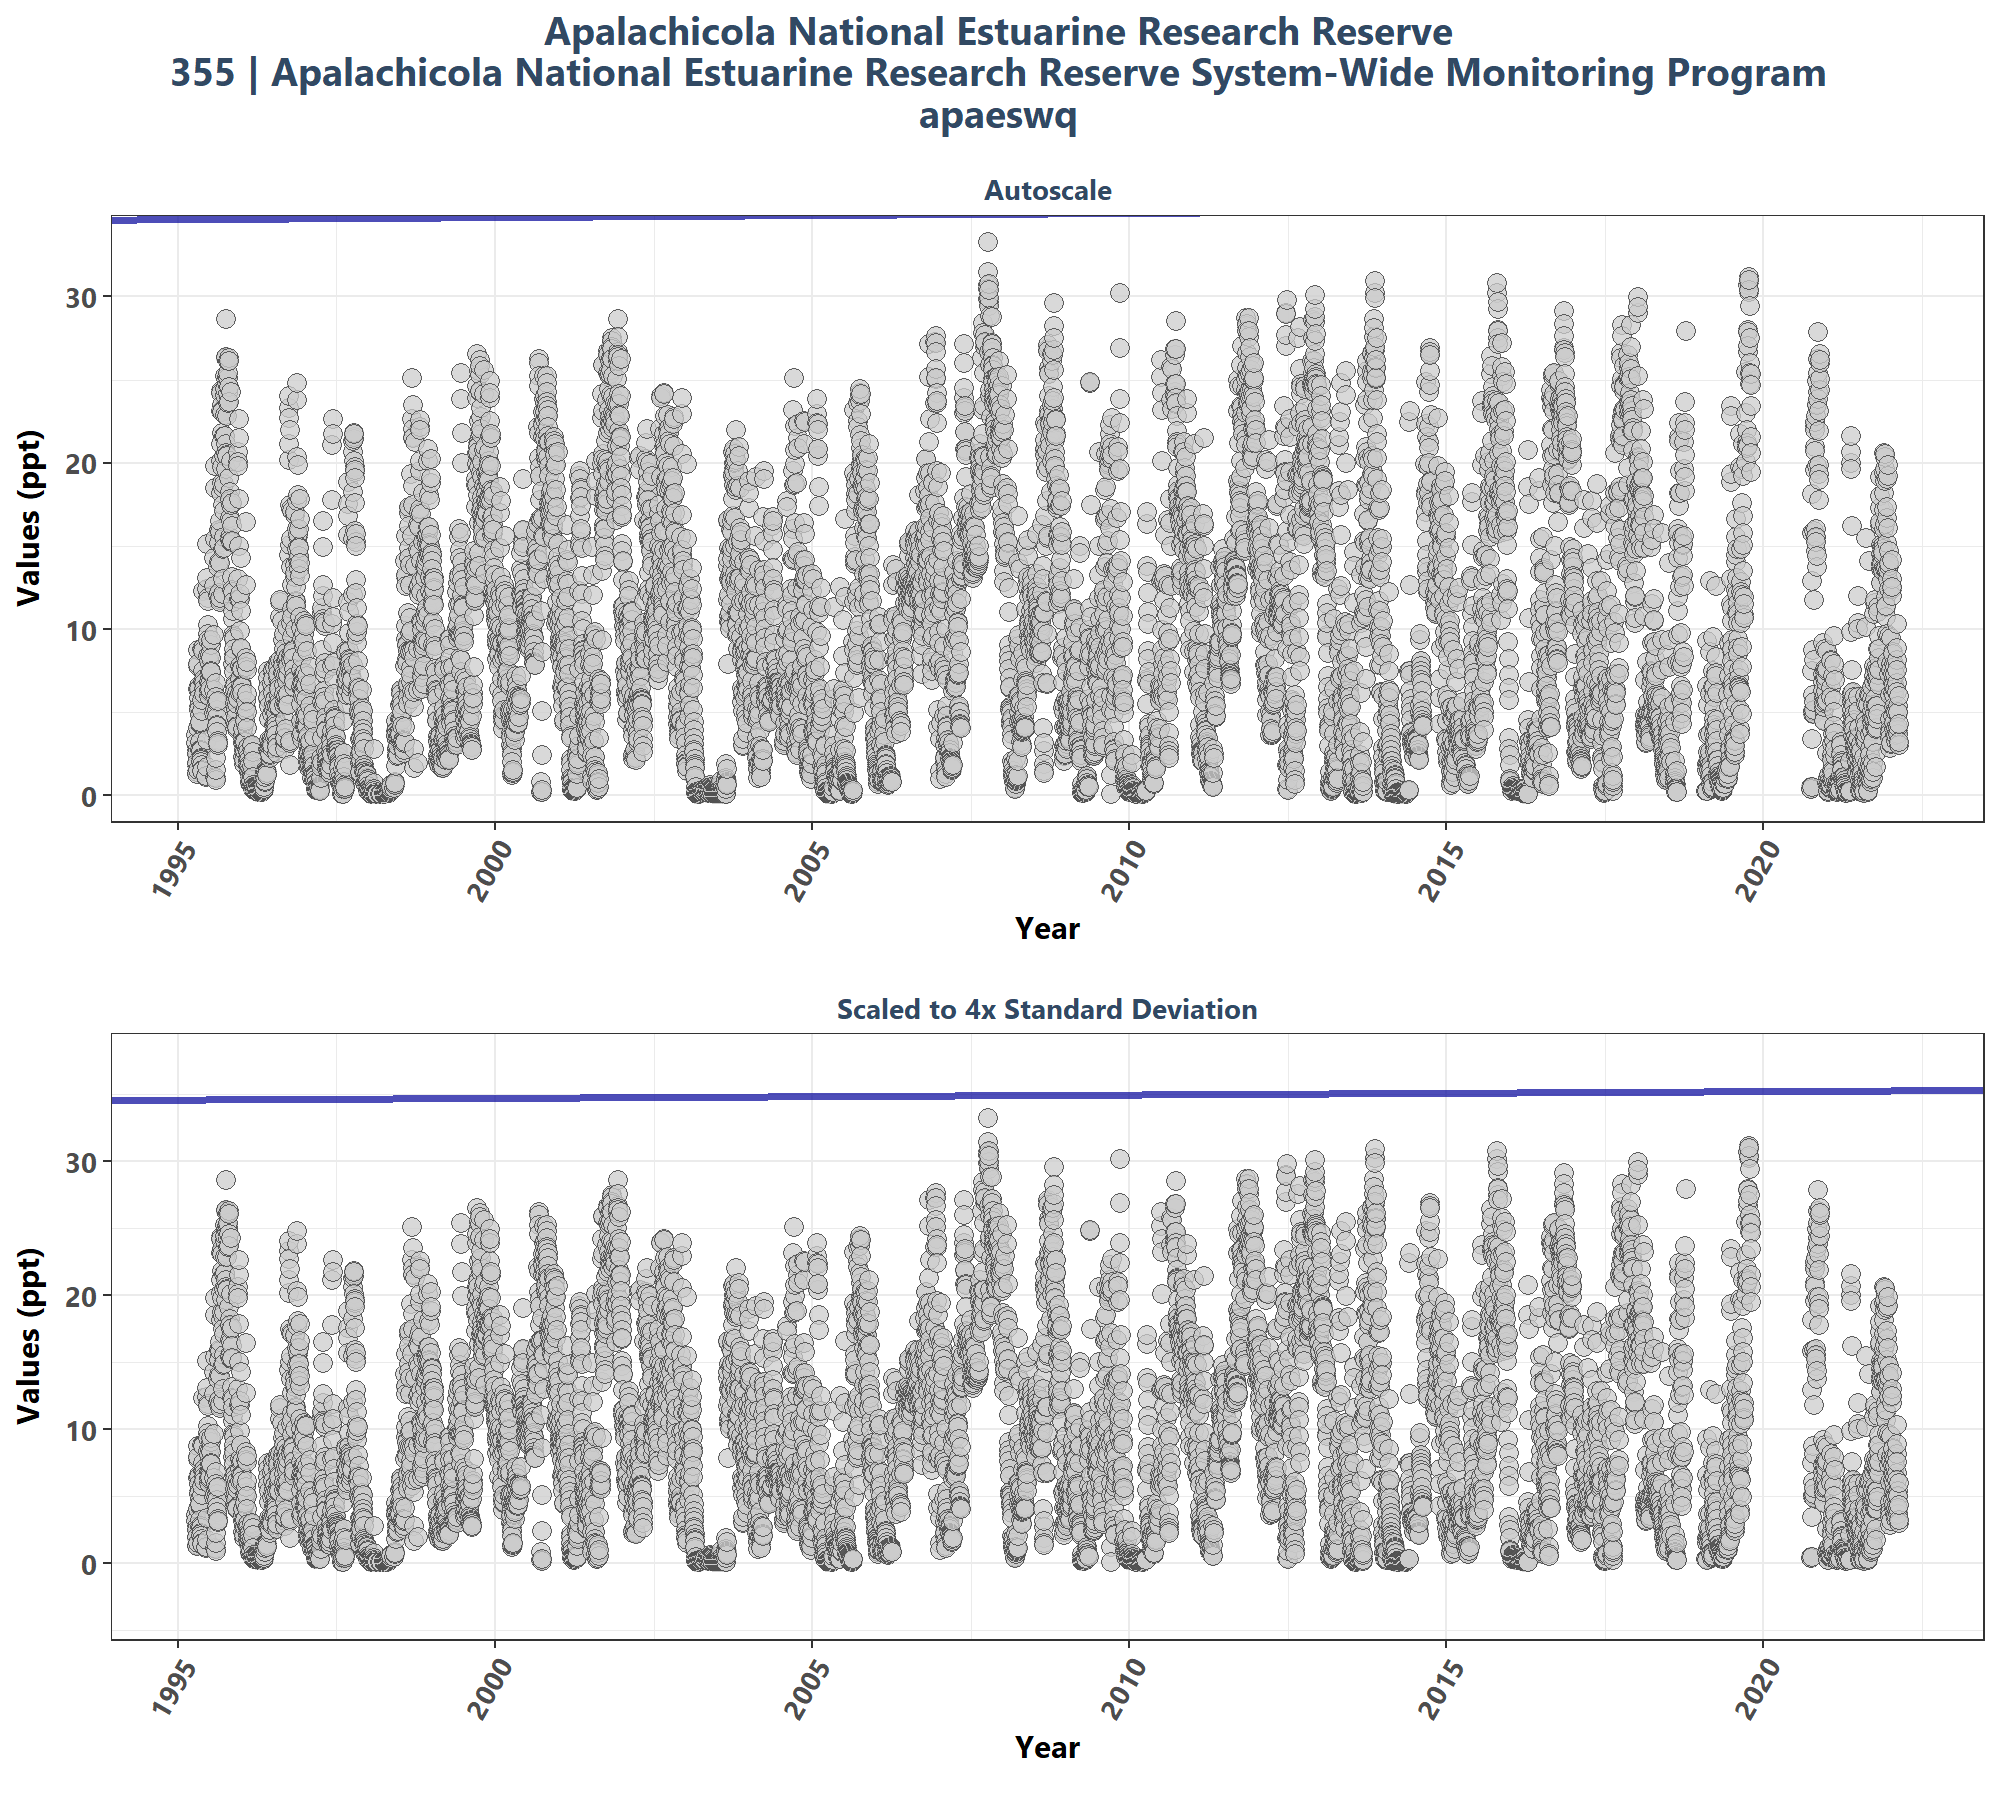 Apalachicola National Estuarine Research Reserve
355 | Apalachicola National Estuarine Research Reserve System-Wide Monitoring Program
apaeswq
Autoscale
Values (ppt)
30
20
10
0
1995 2000 2005 2010 2015 2020
Year
Scaled to 4x Standard Deviation
Values (ppt)
30
20
10
0
1995 2000 2005 2010 2015 2020
Year